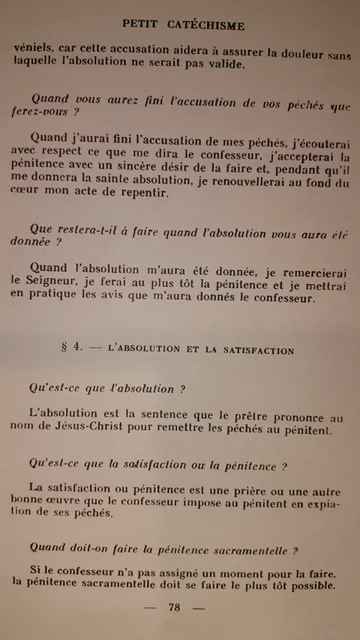 PETIT CATÉCHISME
véniels, car cette accusation aidera à assurer la douleur sans
laquelle l'absolution ne serait pas valide.
Quand vous aurez fini l'accusation de vos péchés que
ferez-vous ?
Quand j'aurai fini l'accusation de mes péchés, j'écouterai
avec respect ce que me dira le confesseur, j'accepterai la
pénitence avec un sincère désir de la faire et, pendant qu'il
me donnera la sainte absolution, je renouvellerai au fond du
cœur mon acte de repentir.
Que restera-t-il à faire quand l'absolution vous aura été
donnée ?
Quand l'absolution m'aura été donnée, je remercierai
le Seigneur, je ferai au plus tôt la pénitence et je mettrai
en pratique les avis que m'aura donnés le confesseur.
§ 4. — L'ABSOLUTION ET LA SATISFACTION
Qu'est-ce que l'absolution ?
L'absolution est la sentence que le prêtre prononce au
nom de Jésus-Christ pour remettre les péchés au pénitent.
Qu'est-ce que la satisfaction ou la pénitence ?
La satisfaction ou pénitence est une prière ou une autre
bonne œuvre que le confesseur impose au pénitent en expia-
tion de ses péchés.
Quand doit-on faire la pénitence sacramentelle ?
Si le confesseur n'a pas assigné un moment pour la faire,
la pénitence sacramentelle doit se faire le plus tôt possible.
— 78 —